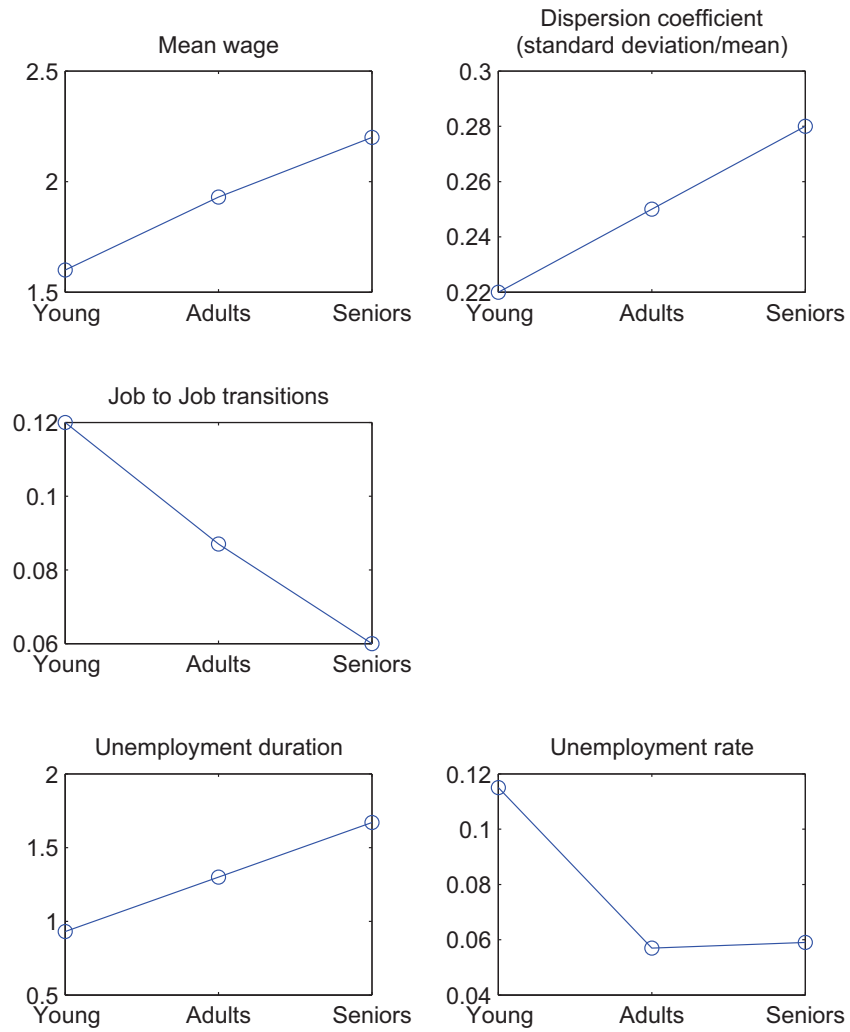 Mean wage
2.5
2
1.5
Young Adults Seniors
Dispersion coefficient
(standard deviation/mean)
0.3
0.28
0.26
0.24
0.22
Young Adults Seniors
Job to Job transitions
0.12
0.1
0.08
0.06
Young Adults Seniors
Unemployment duration
2
1.5
1
0.5
Young Adults Seniors
Unemployment rate
0.12
0.1
0.08
0.06
0.04
Young Adults Seniors